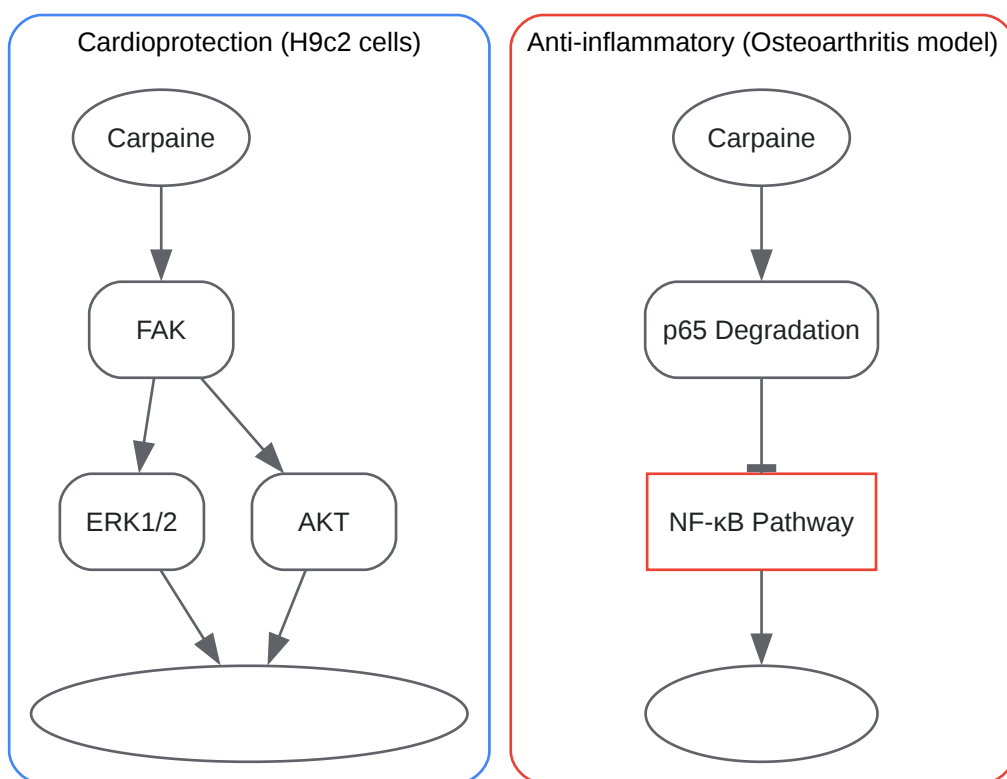 Cardioprotection (H9c2 cells)
Carpaine
FAK
ERK1/2
AKT
Anti-inflammatory (Osteoarthritis model)
Carpaine
p65 Degradation
NF-κB Pathway